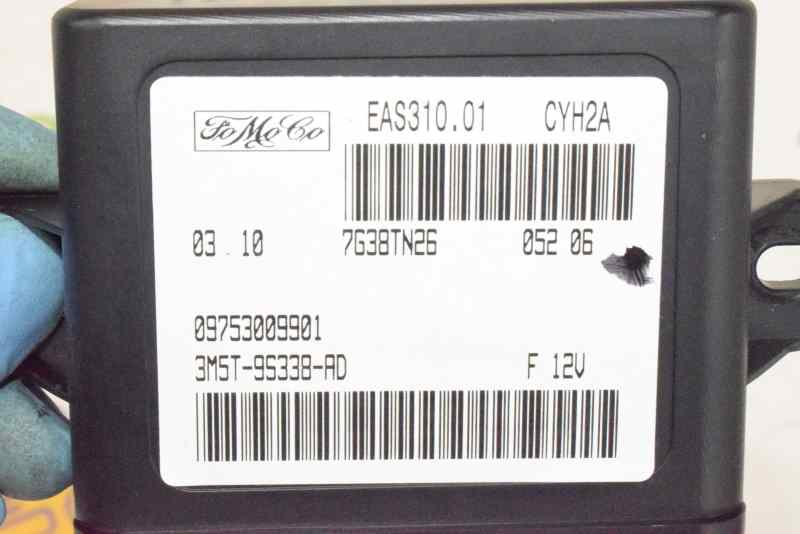 FoMoCo EAS310.01 CYH2A
03.10 7G38TN26 052 06
09753009901
3M5T-9S338-AD F 12V